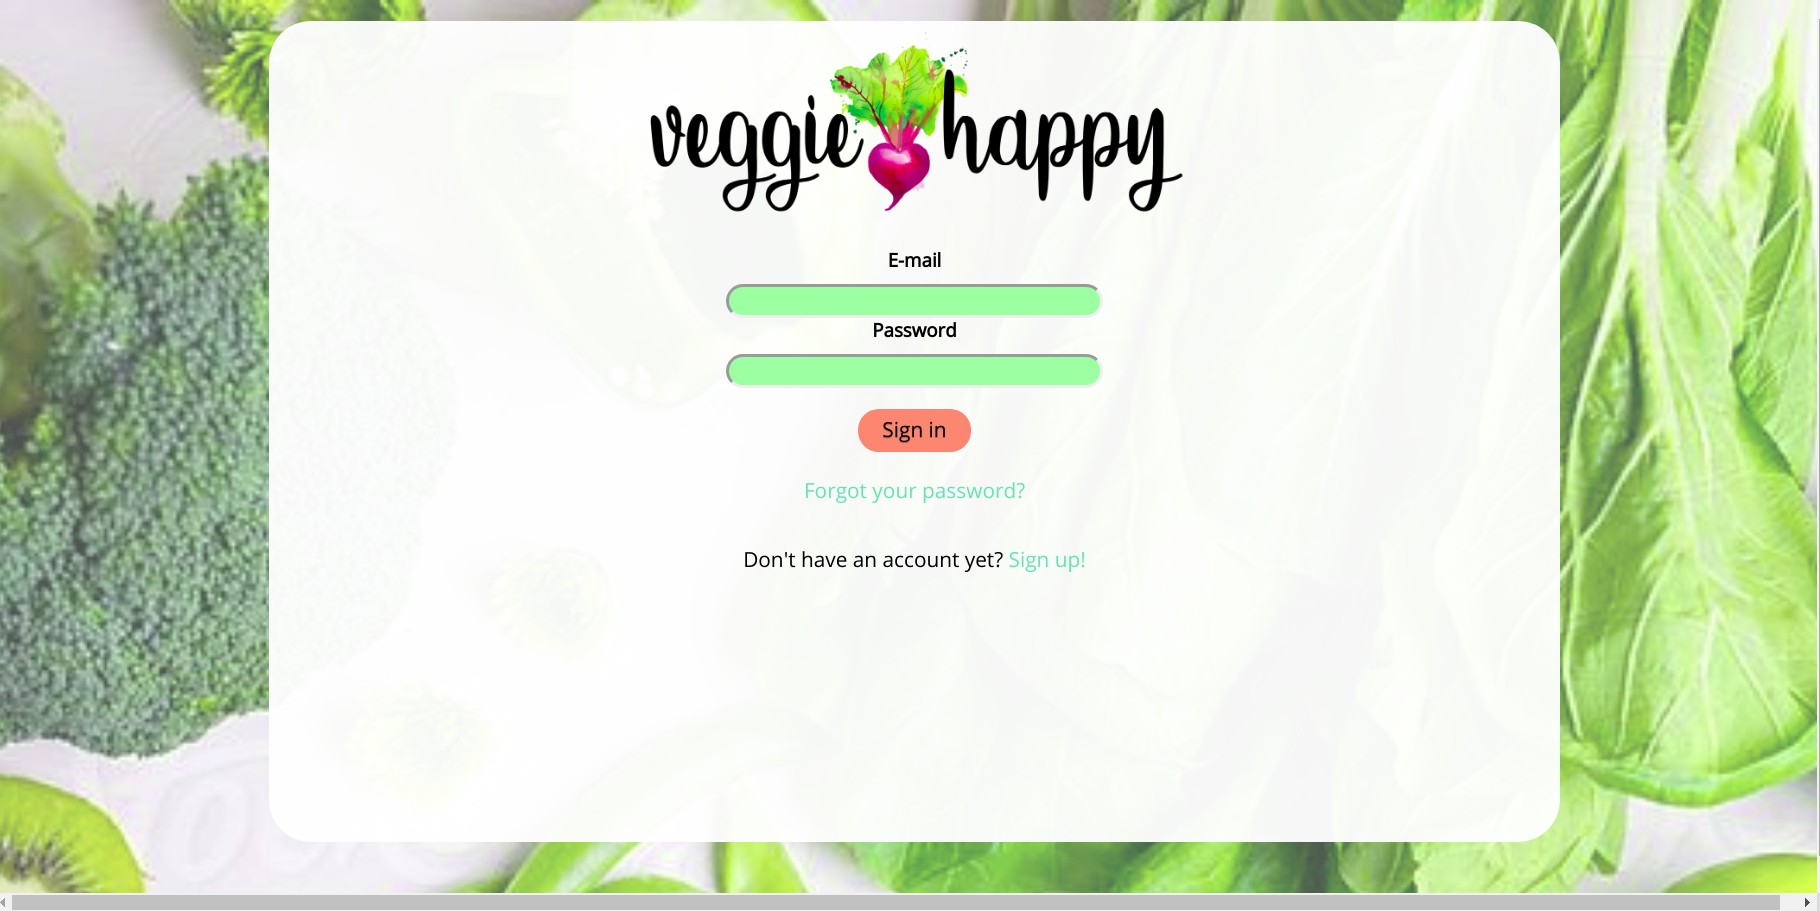 veggie happy
E-mail
Password
Sign in
Forgot your password?
Don't have an account yet? Sign up!